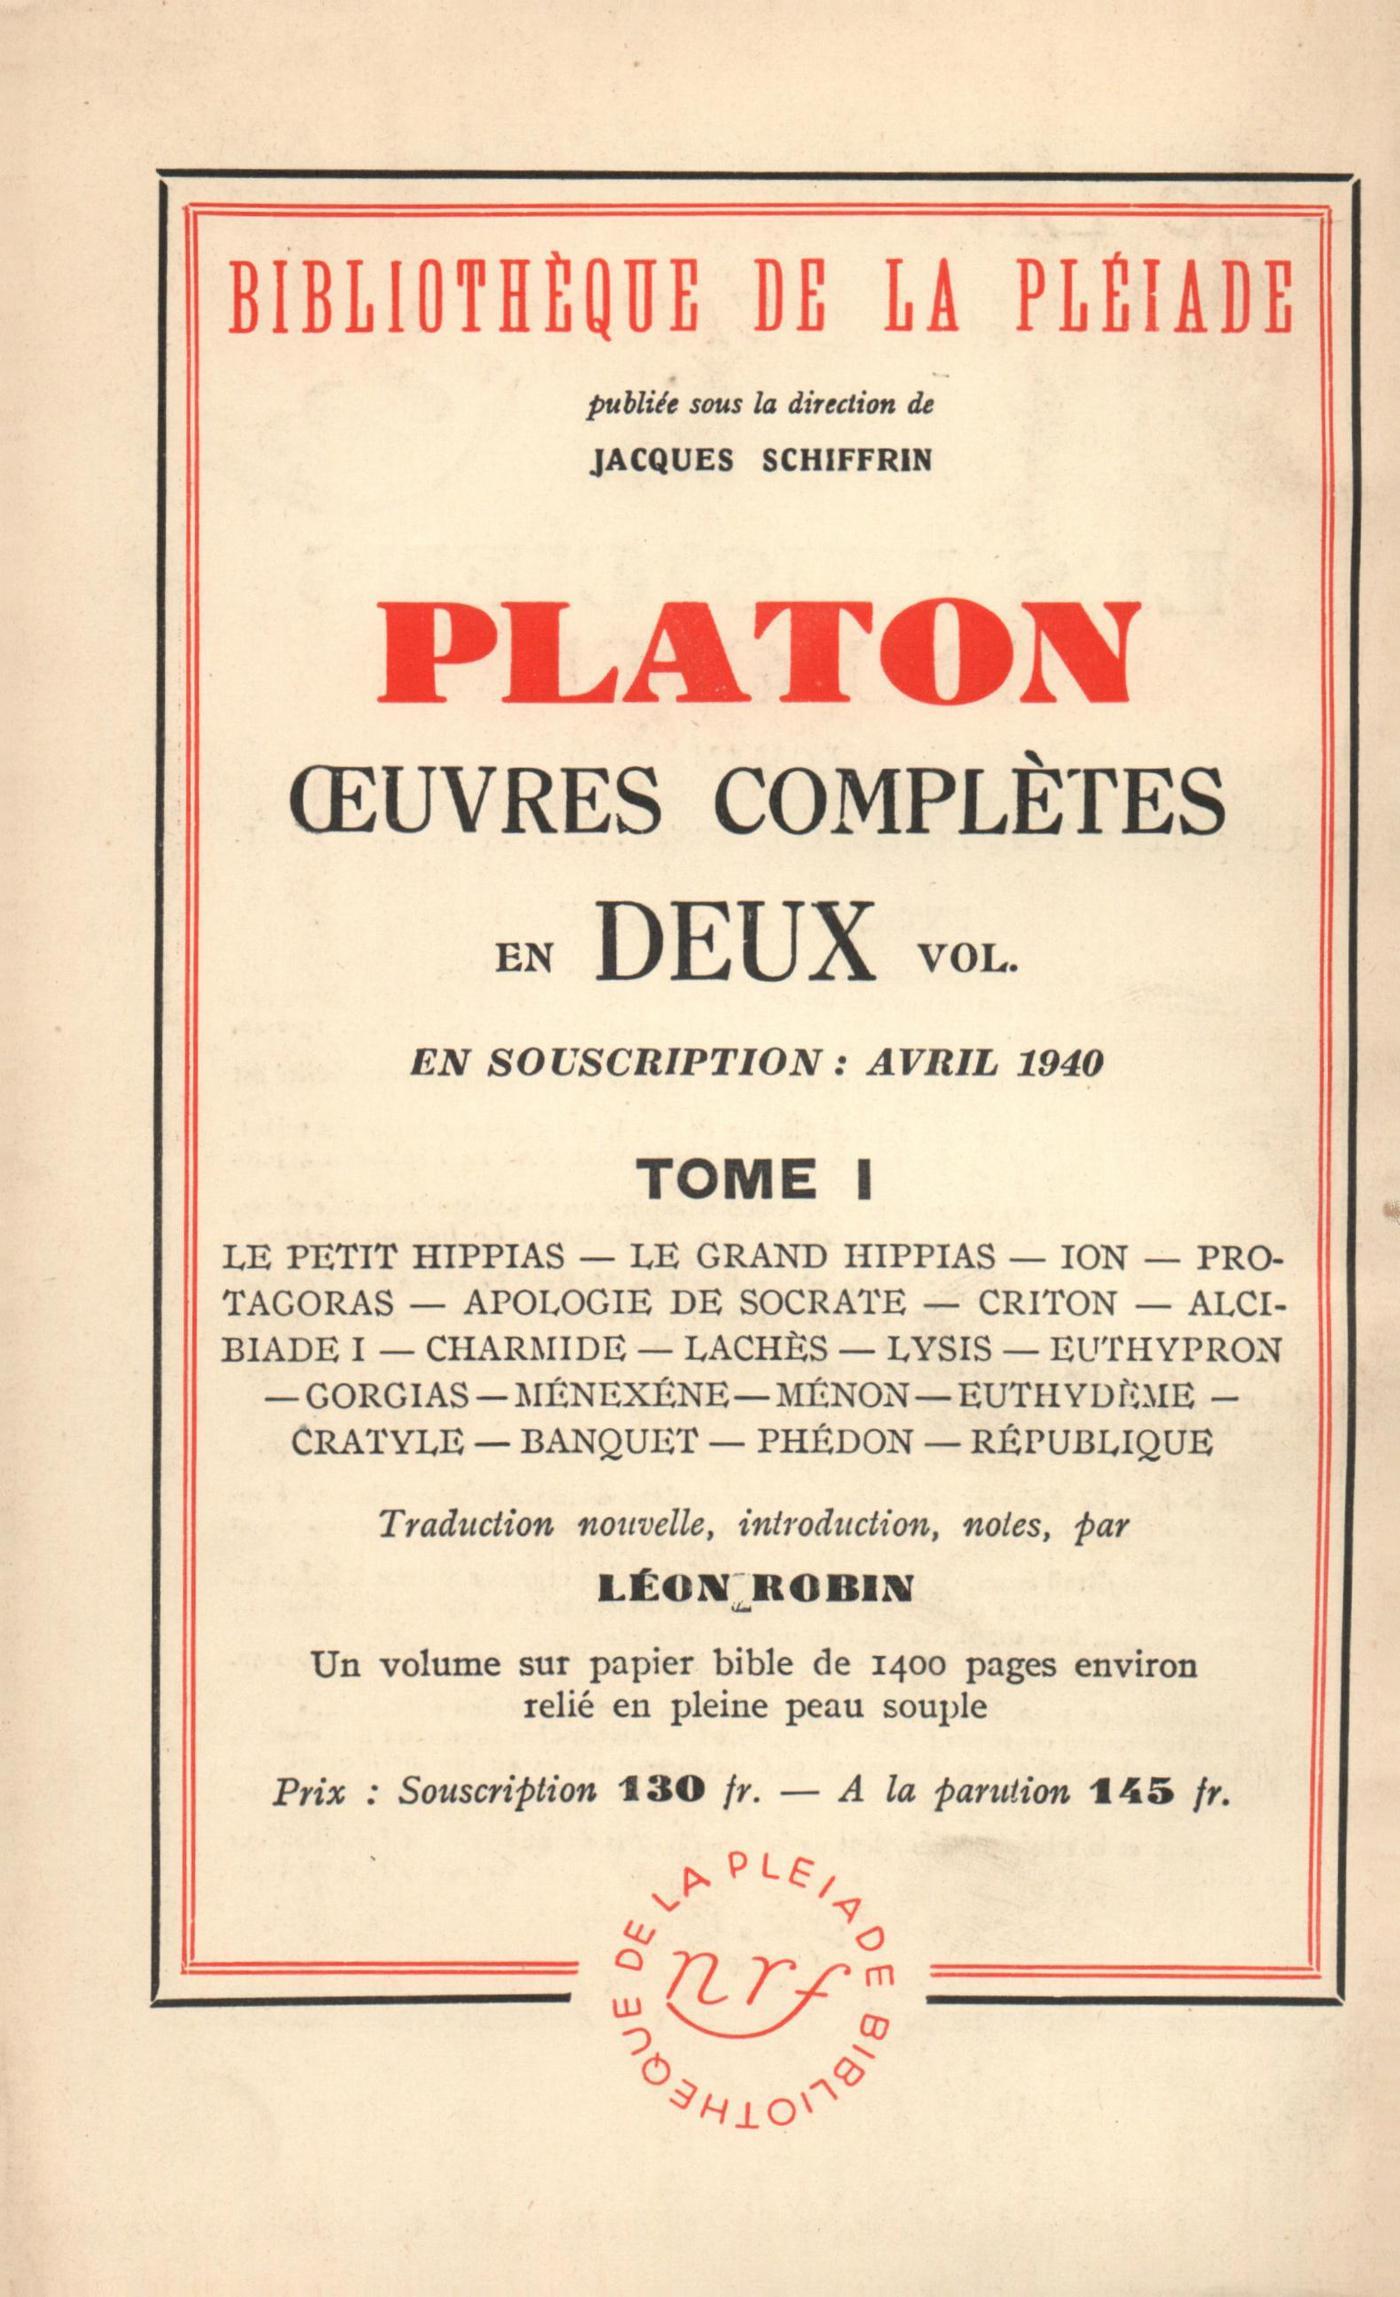 BIBLIOTHÈQUE DE LA PLÉIADE
publiée sous la direction de
JACQUES SCHIFFRIN
PLATON
ŒUVRES COMPLÈTES
EN DEUX VOL.
EN SOUSCRIPTION : AVRIL 1940
TOME I
LE PETIT HIPPIAS — LE GRAND HIPPIAS — ION — PRO-
TAGORAS — APOLOGIE DE SOCRATE — CRITON — ALCI-
BIADE I — CHARMIDE — LACHÈS — LYSIS — EUTHYPRON
— GORGIAS — MÉNEXÉNE — MÉNON — EUTHYDÈME —
CRATYLE — BANQUET — PHÉDON — RÉPUBLIQUE
Traduction nouvelle, introduction, notes, par
LÉON ROBIN
Un volume sur papier bible de 1400 pages environ
relié en pleine peau souple
Prix : Souscription 130 fr. — A la parution 145 fr.
BIBLIOTHEQUE DE LA PLEIADE
nrf